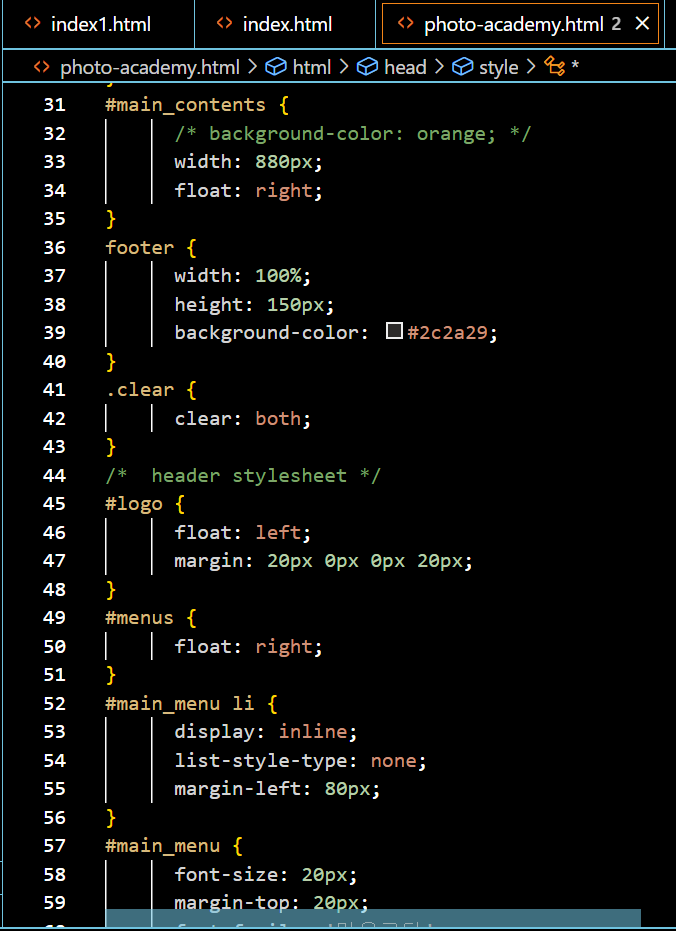 index1.html index.html photo-academy.html 2
photo-academy.html html head style *
31 #main_contents {
32 /* background-color: orange; */
33 width: 880px;
34 float: right;
35 }
36 footer {
37 width: 100%;
38 height: 150px;
39 background-color: #2c2a29;
40 }
41 .clear {
42 clear: both;
43 }
44 /*  header stylesheet */
45 #logo {
46 float: left;
47 margin: 20px 0px 0px 20px;
48 }
49 #menus {
50 float: right;
51 }
52 #main_menu li {
53 display: inline;
54 list-style-type: none;
55 margin-left: 80px;
56 }
57 #main_menu {
58 font-size: 20px;
59 margin-top: 20px;